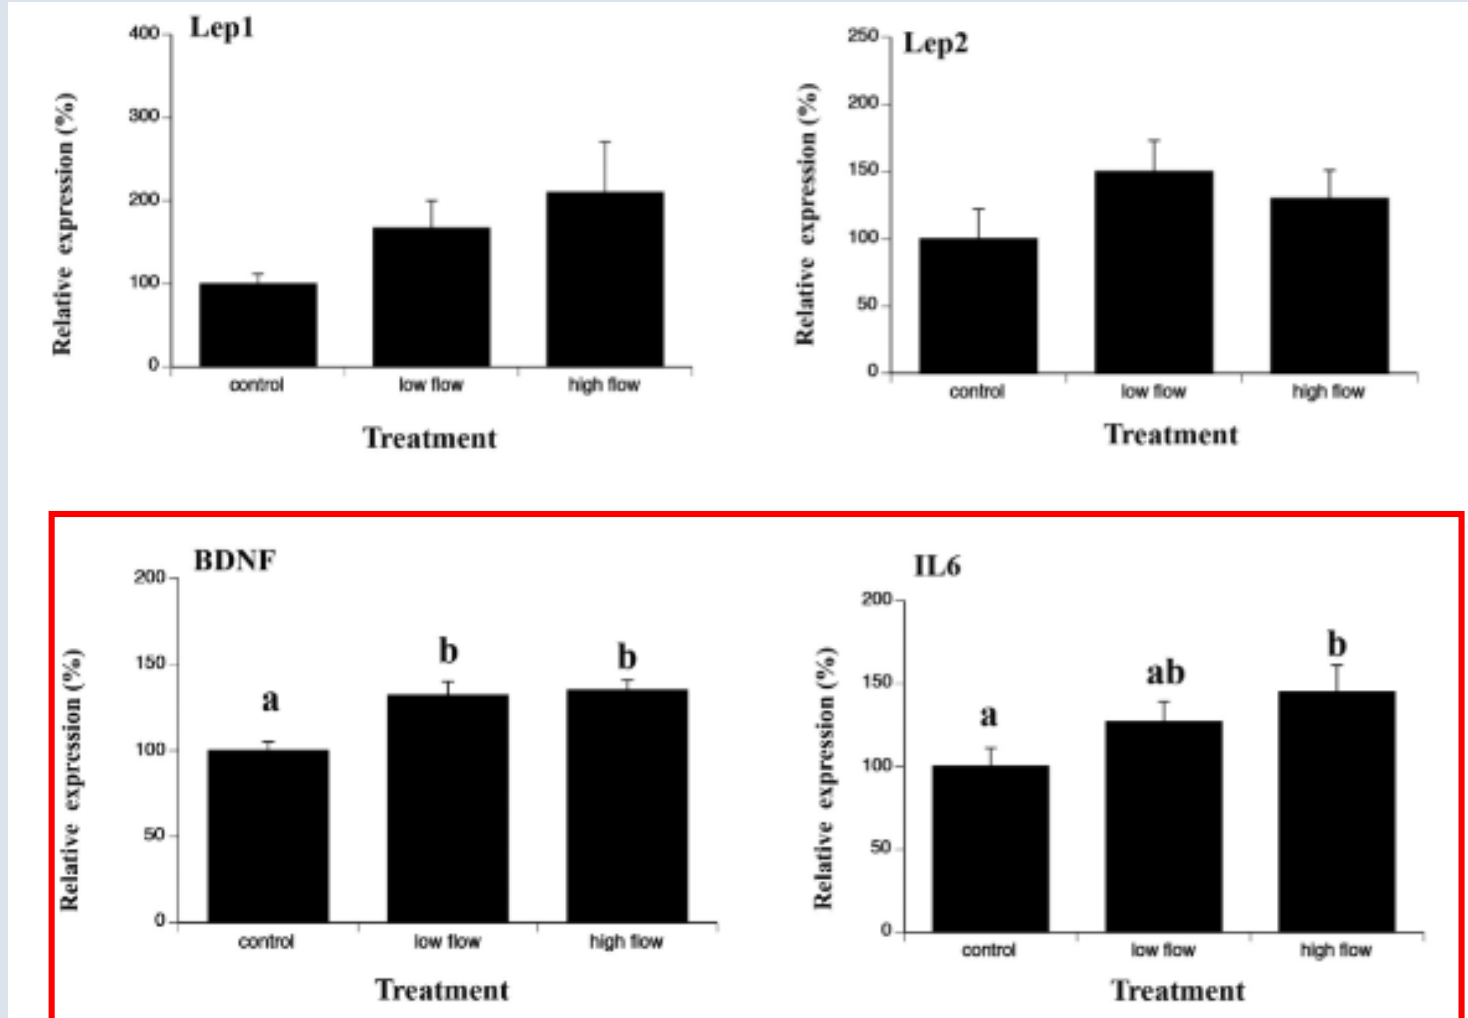 Lep1
400
300
200
100
0
Relative expression (%)
control low flow high flow
Treatment
Lep2
250
200
150
100
50
0
Relative expression (%)
control low flow high flow
Treatment
BDNF
200
150
100
50
0
Relative expression (%)
a b b
control low flow high flow
Treatment
IL6
200
150
100
50
0
Relative expression (%)
a ab b
control low flow high flow
Treatment